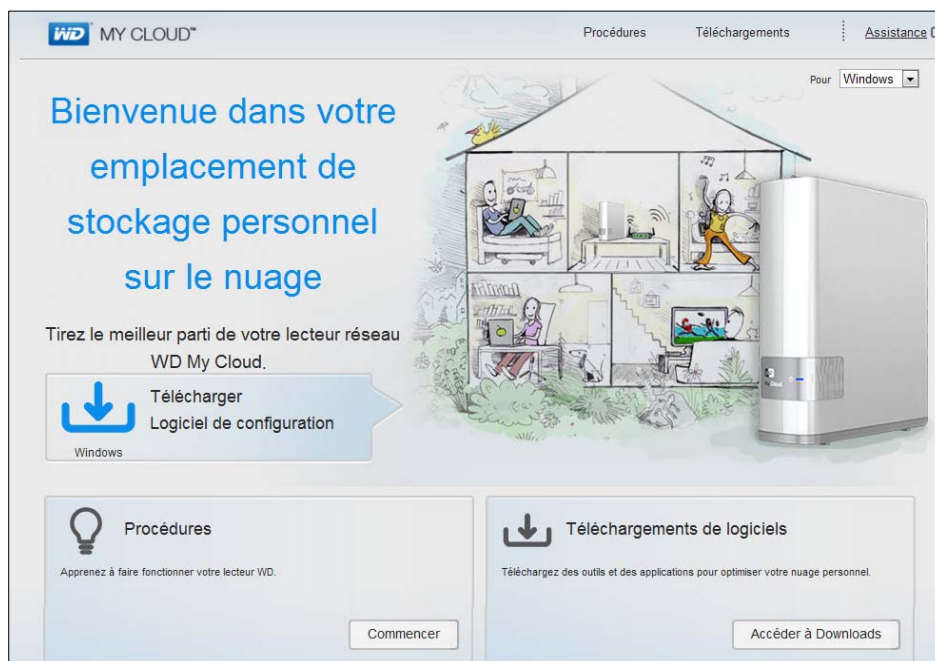 WD MY CLOUD™
Procédures
Téléchargements
Assistance
Pour Windows
Bienvenue dans votre
emplacement de
stockage personnel
sur le nuage
Tirez le meilleur parti de votre lecteur réseau
WD My Cloud.
Télécharger
Logiciel de configuration
Windows
Procédures
Apprenez à faire fonctionner votre lecteur WD.
Commencer
Téléchargements de logiciels
Téléchargez des outils et des applications pour optimiser votre nuage personnel.
Accéder à Downloads